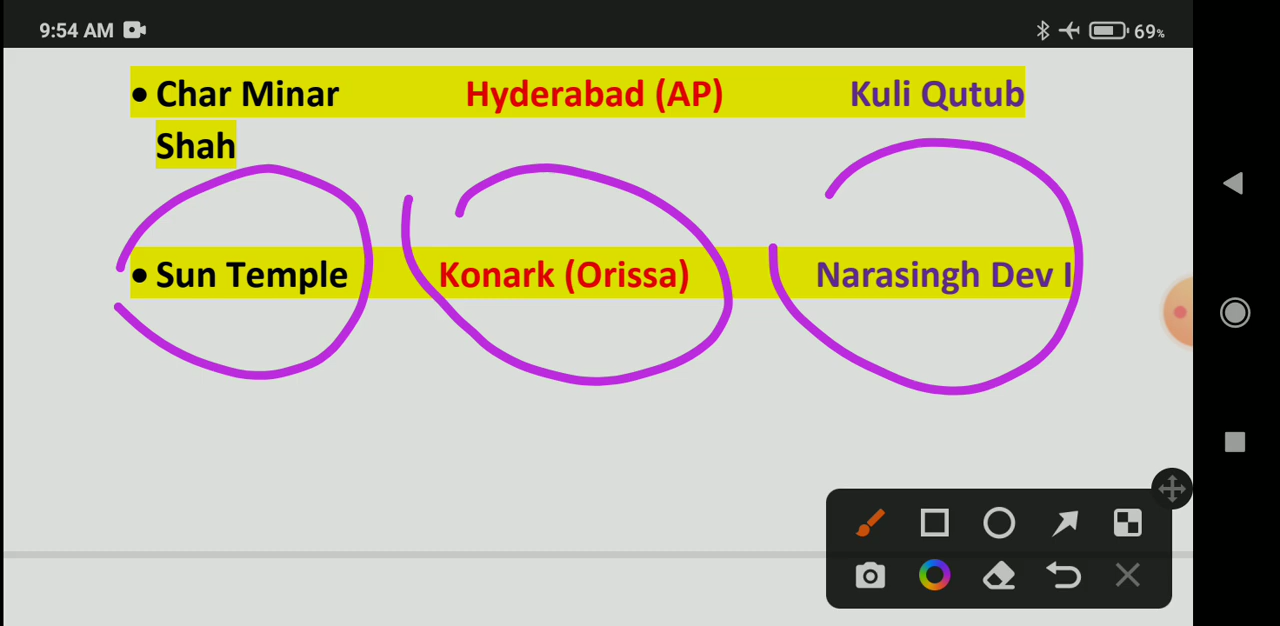 9:54 AM 69%
• Char Minar Hyderabad (AP) Kuli Qutub
Shah
• Sun Temple Konark (Orissa) Narasingh Dev I